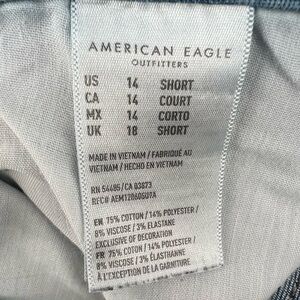 AMERICAN EAGLE
OUTFITTERS
US 14 SHORT
CA 14 COURT
MX 14 CORTO
UK 18 SHORT
MADE IN VIETNAM / FABRIQUÉ AU
VIETNAM / HECHO EN VIETNAM
RN 54485/CA 03873
RFC# AEM120606U7A
EN 75% COTTON / 14% POLYESTER /
8% VISCOSE / 3% ELASTANE
EXCLUSIVE OF DECORATION
FR 75% COTON / 14% POLYESTER /
8% VISCOSE / 3% ÉLASTHANNE
À L'EXCEPTION DE LA GARNITURE